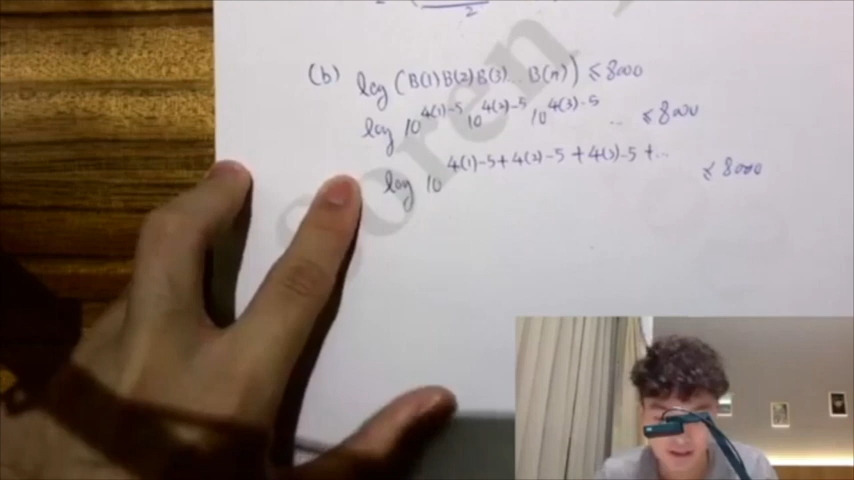 2
(b) log (B(1)B(2)B(3)... B(n)) ≤ 8000
log 10^4(1)-5 10^4(2)-5 10^4(3)-5 ... ≤ 8000
log 10^4(1)-5+4(2)-5+4(3)-5+... ≤ 8000